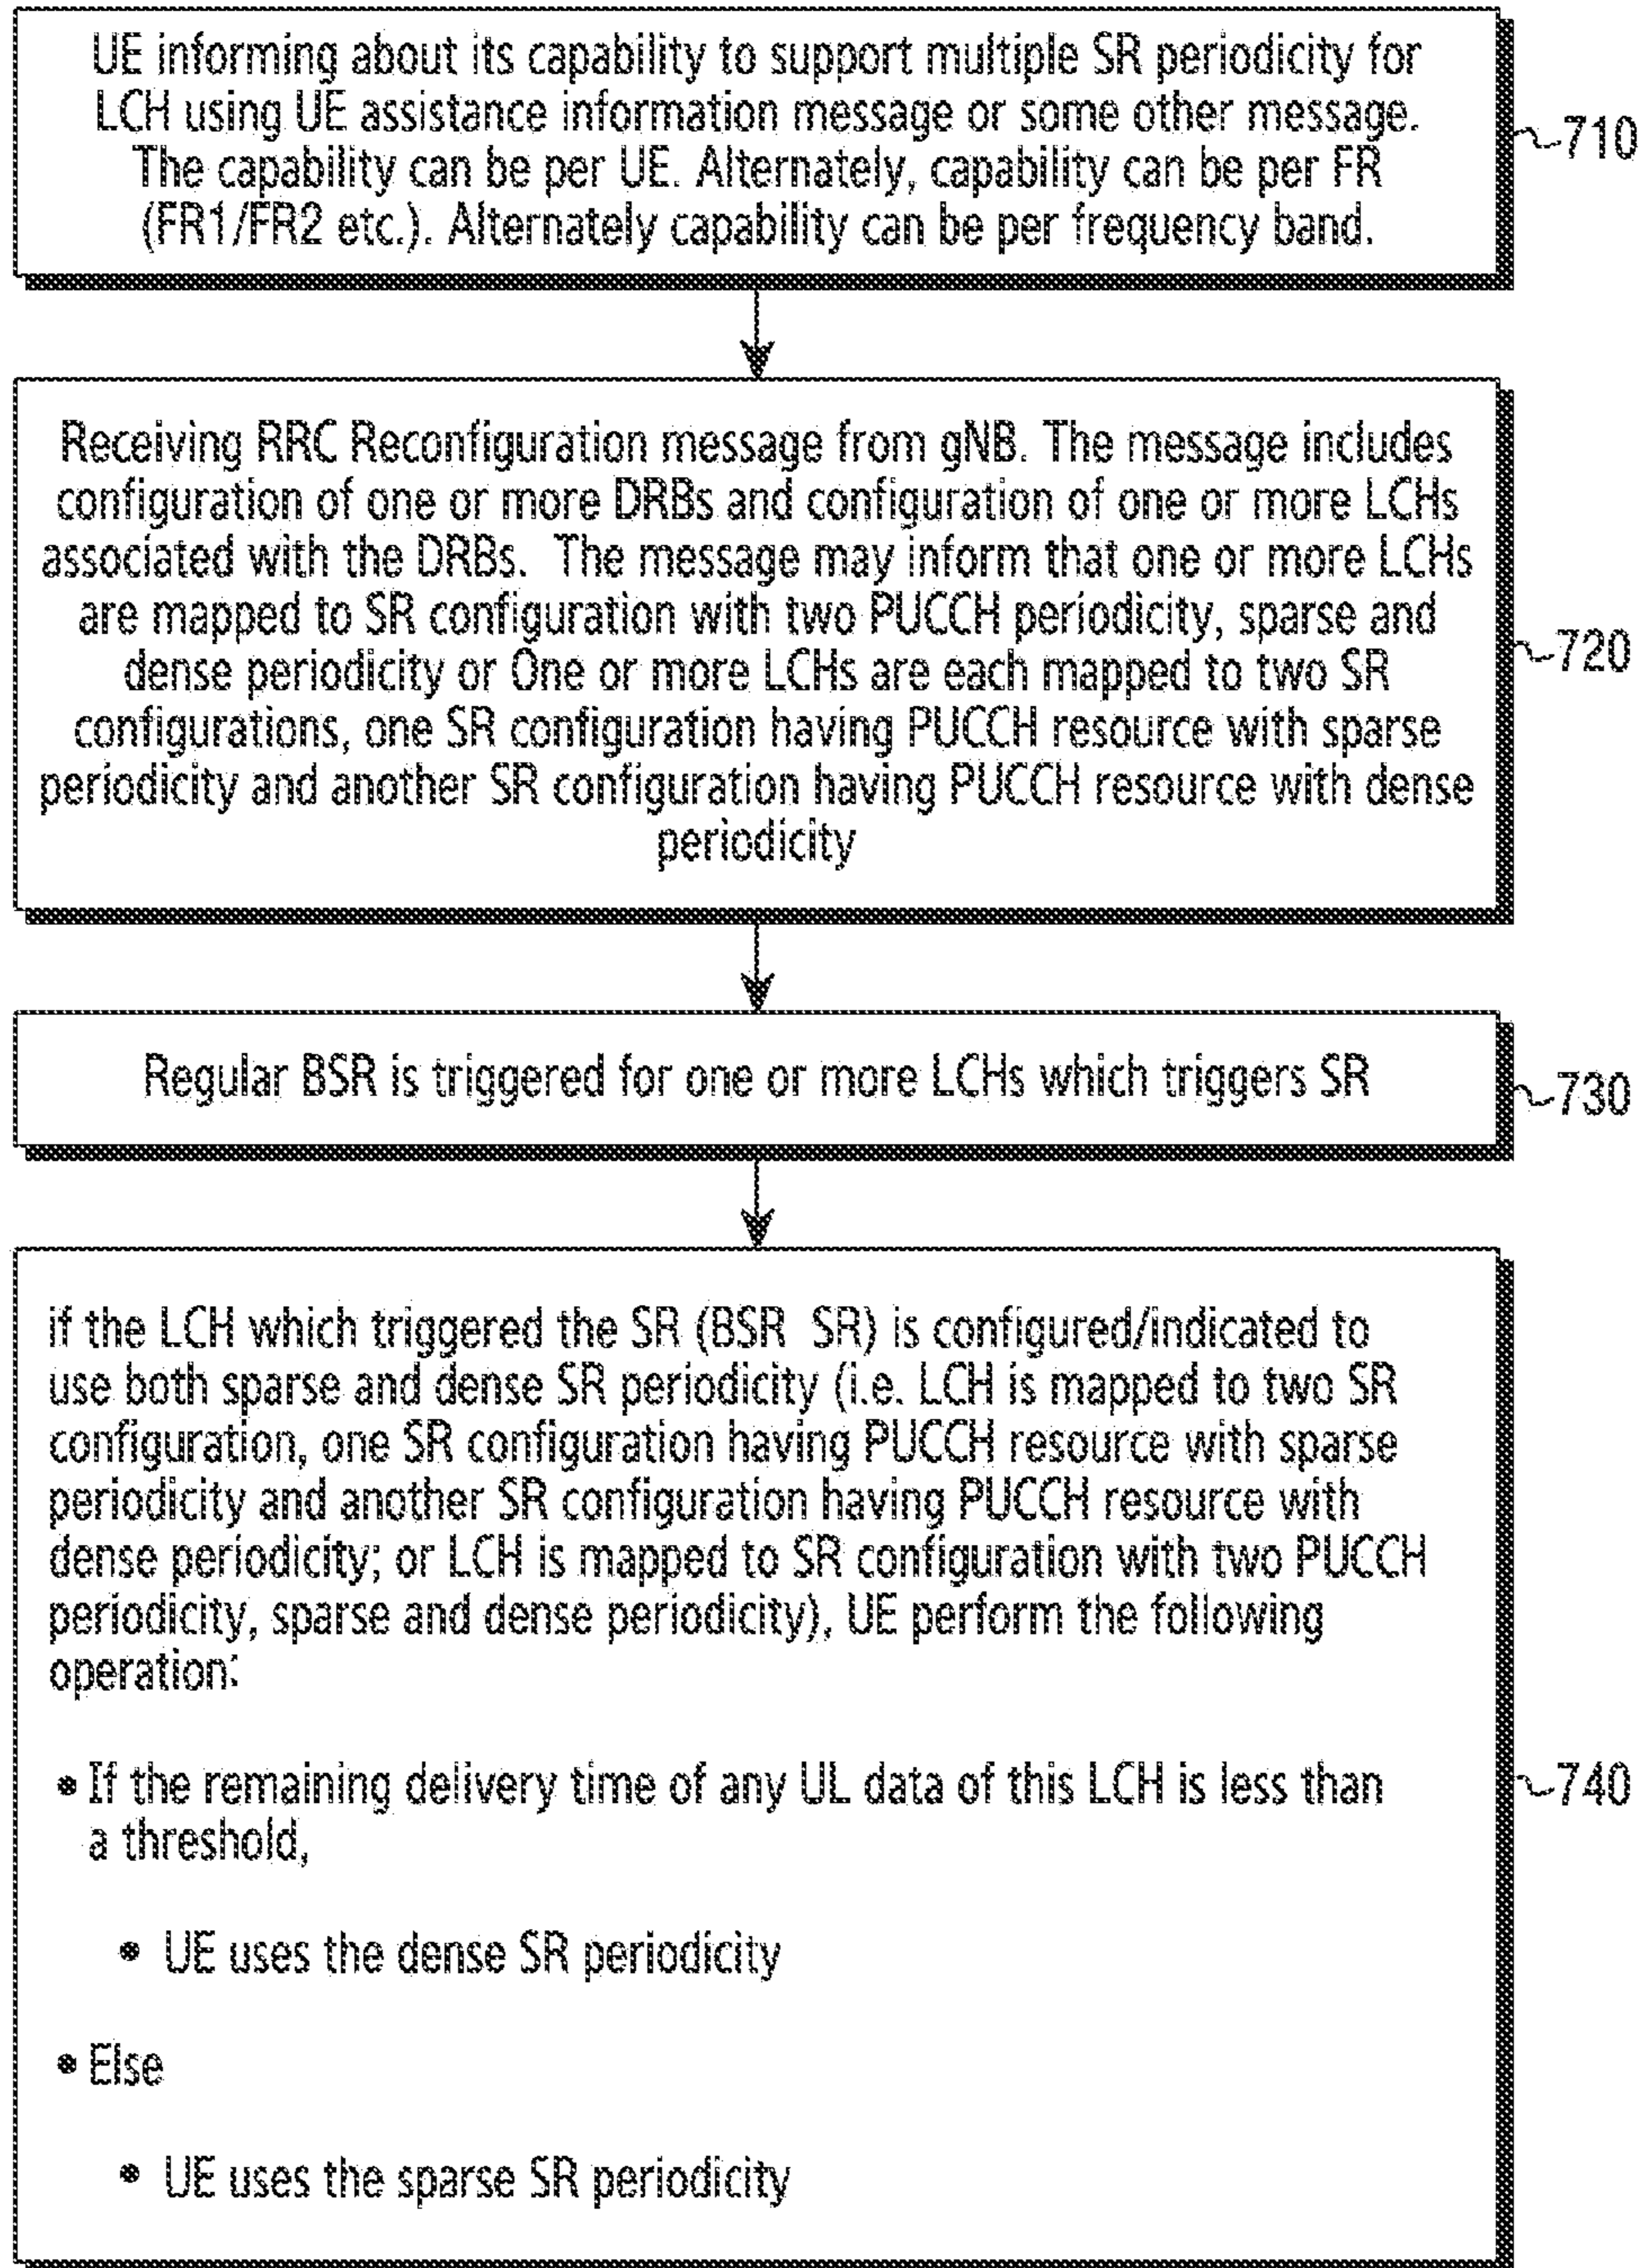 UE informing about its capability to support multiple SR periodicity for
LCH using UE assistance information message or some other message.
The capability can be per UE. Alternately, capability can be per FR
(FR1/FR2 etc.). Alternately capability can be per frequency band.
710
Receiving RRC Reconfiguration message from gNB. The message includes
configuration of one or more DRBs and configuration of one or more LCHs
associated with the DRBs. The message may inform that one or more LCHs
are mapped to SR configuration with two PUCCH periodicity, sparse and
dense periodicity or One or more LCHs are each mapped to two SR
configurations, one SR configuration having PUCCH resource with sparse
periodicity and another SR configuration having PUCCH resource with dense
periodicity
720
Regular BSR is triggered for one or more LCHs which triggers SR
730
if the LCH which triggered the SR (BSR SR) is configured/indicated to
use both sparse and dense SR periodicity (i.e. LCH is mapped to two SR
configuration, one SR configuration having PUCCH resource with sparse
periodicity and another SR configuration having PUCCH resource with
dense periodicity; or LCH is mapped to SR configuration with two PUCCH
periodicity, sparse and dense periodicity), UE perform the following
operation:
• If the remaining delivery time of any UL data of this LCH is less than
a threshold,
• UE uses the dense SR periodicity
• Else
• UE uses the sparse SR periodicity
740